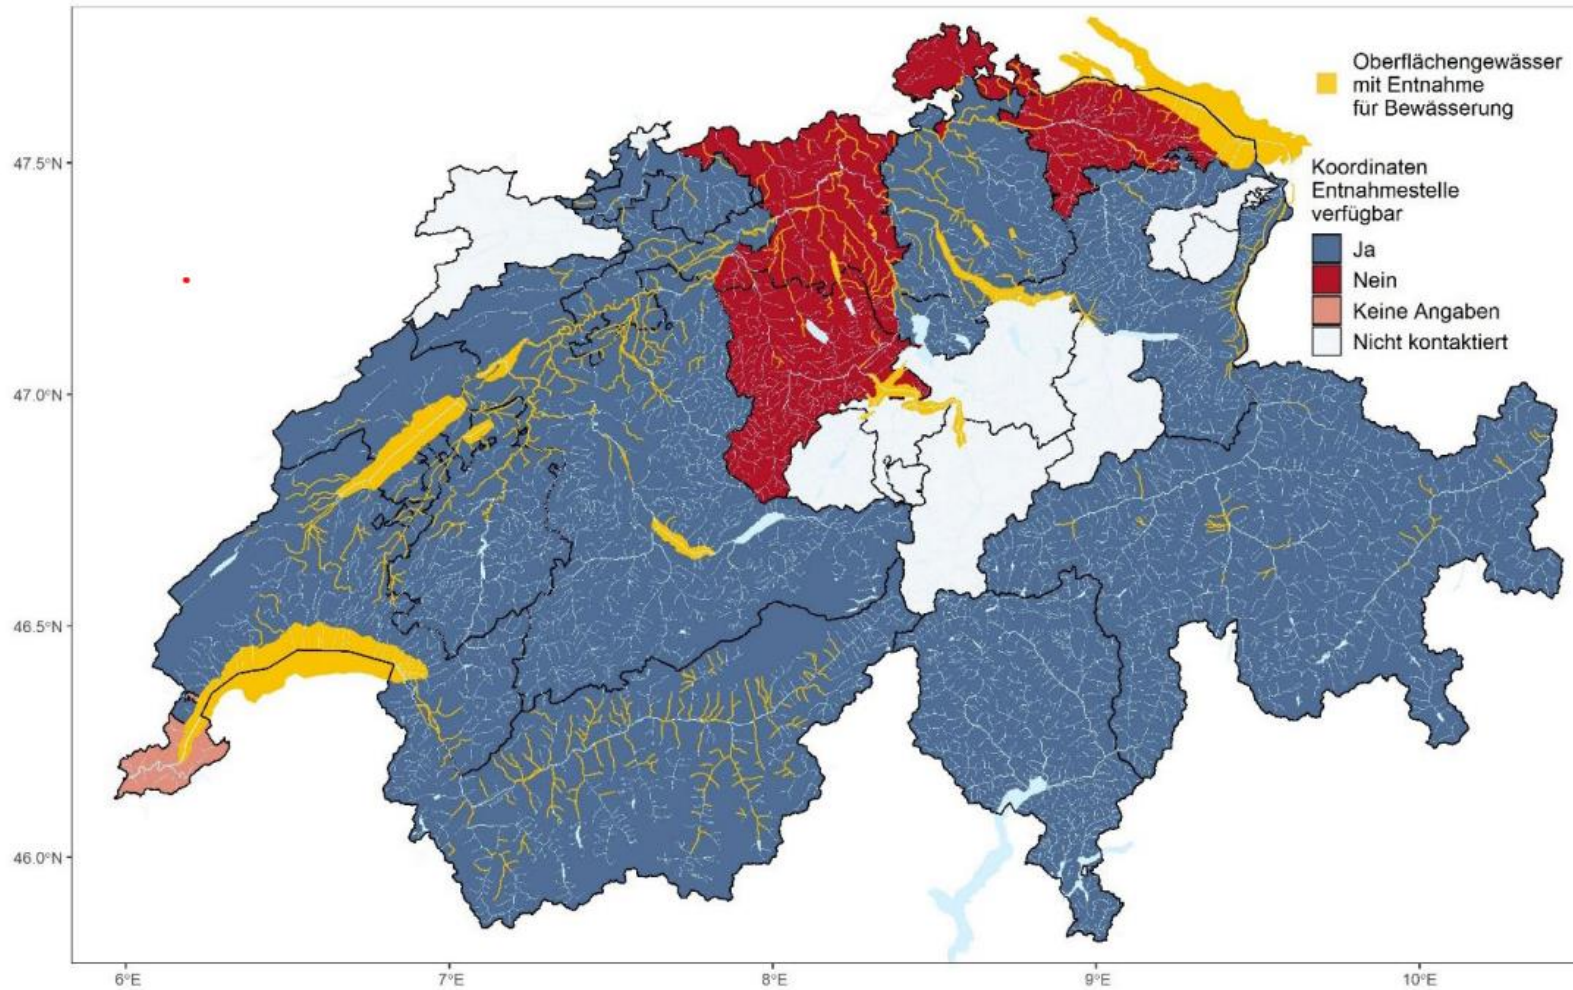 Oberflächengewässer
mit Entnahme
für Bewässerung
Koordinaten
Entnahmestelle
verfügbar
Ja
Nein
Keine Angaben
Nicht kontaktiert
47.5°N
47.0°N
46.5°N
46.0°N
6°E
7°E
8°E
9°E
10°E